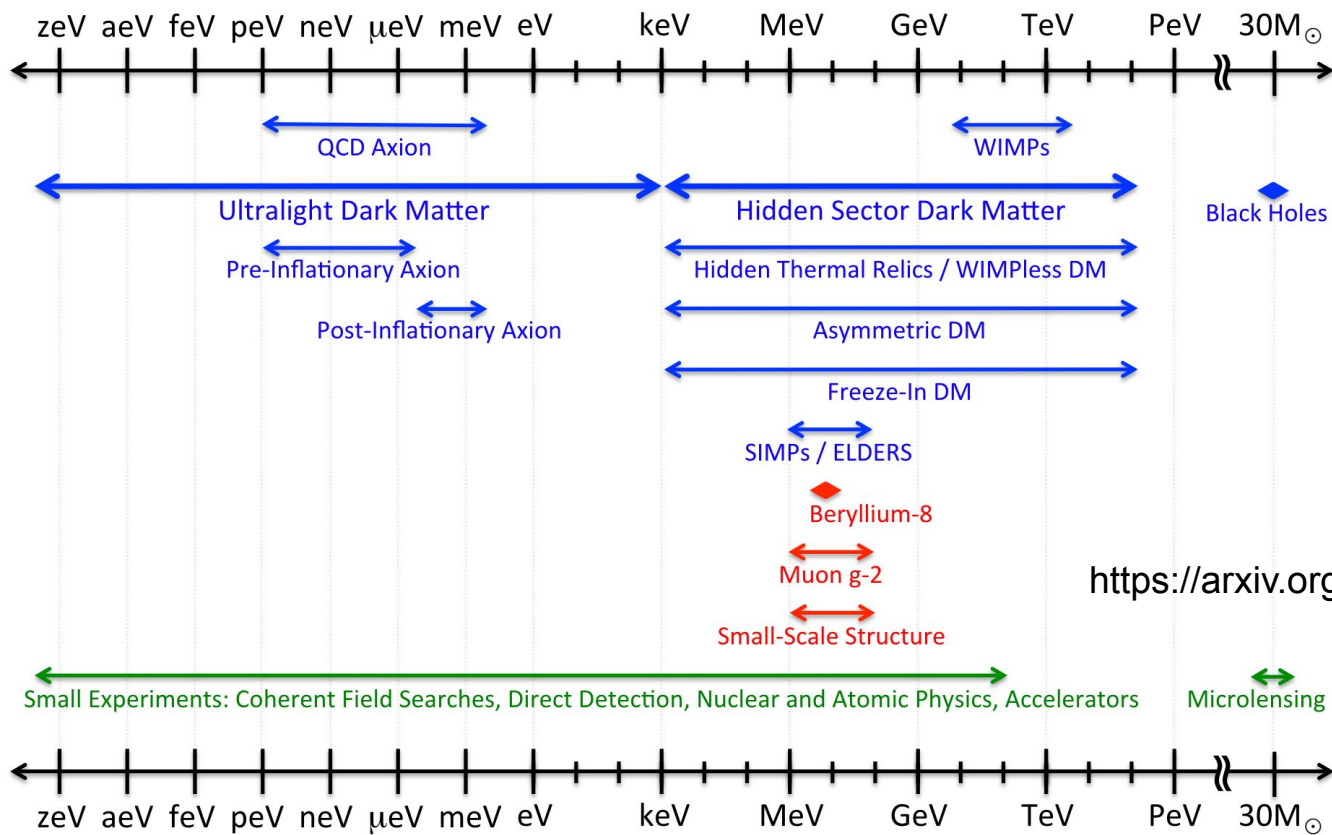 zeV aeV feV peV neV μeV meV eV keV MeV GeV TeV PeV 30M☉
QCD Axion WIMPs
Ultralight Dark Matter Hidden Sector Dark Matter Black Holes
Pre-Inflationary Axion Hidden Thermal Relics / WIMPless DM
Post-Inflationary Axion Asymmetric DM
Freeze-In DM
SIMPs / ELDERS
Beryllium-8
Muon g-2 https://arxiv.org
Small-Scale Structure
Small Experiments: Coherent Field Searches, Direct Detection, Nuclear and Atomic Physics, Accelerators Microlensing
zeV aeV feV peV neV μeV meV eV keV MeV GeV TeV PeV 30M☉